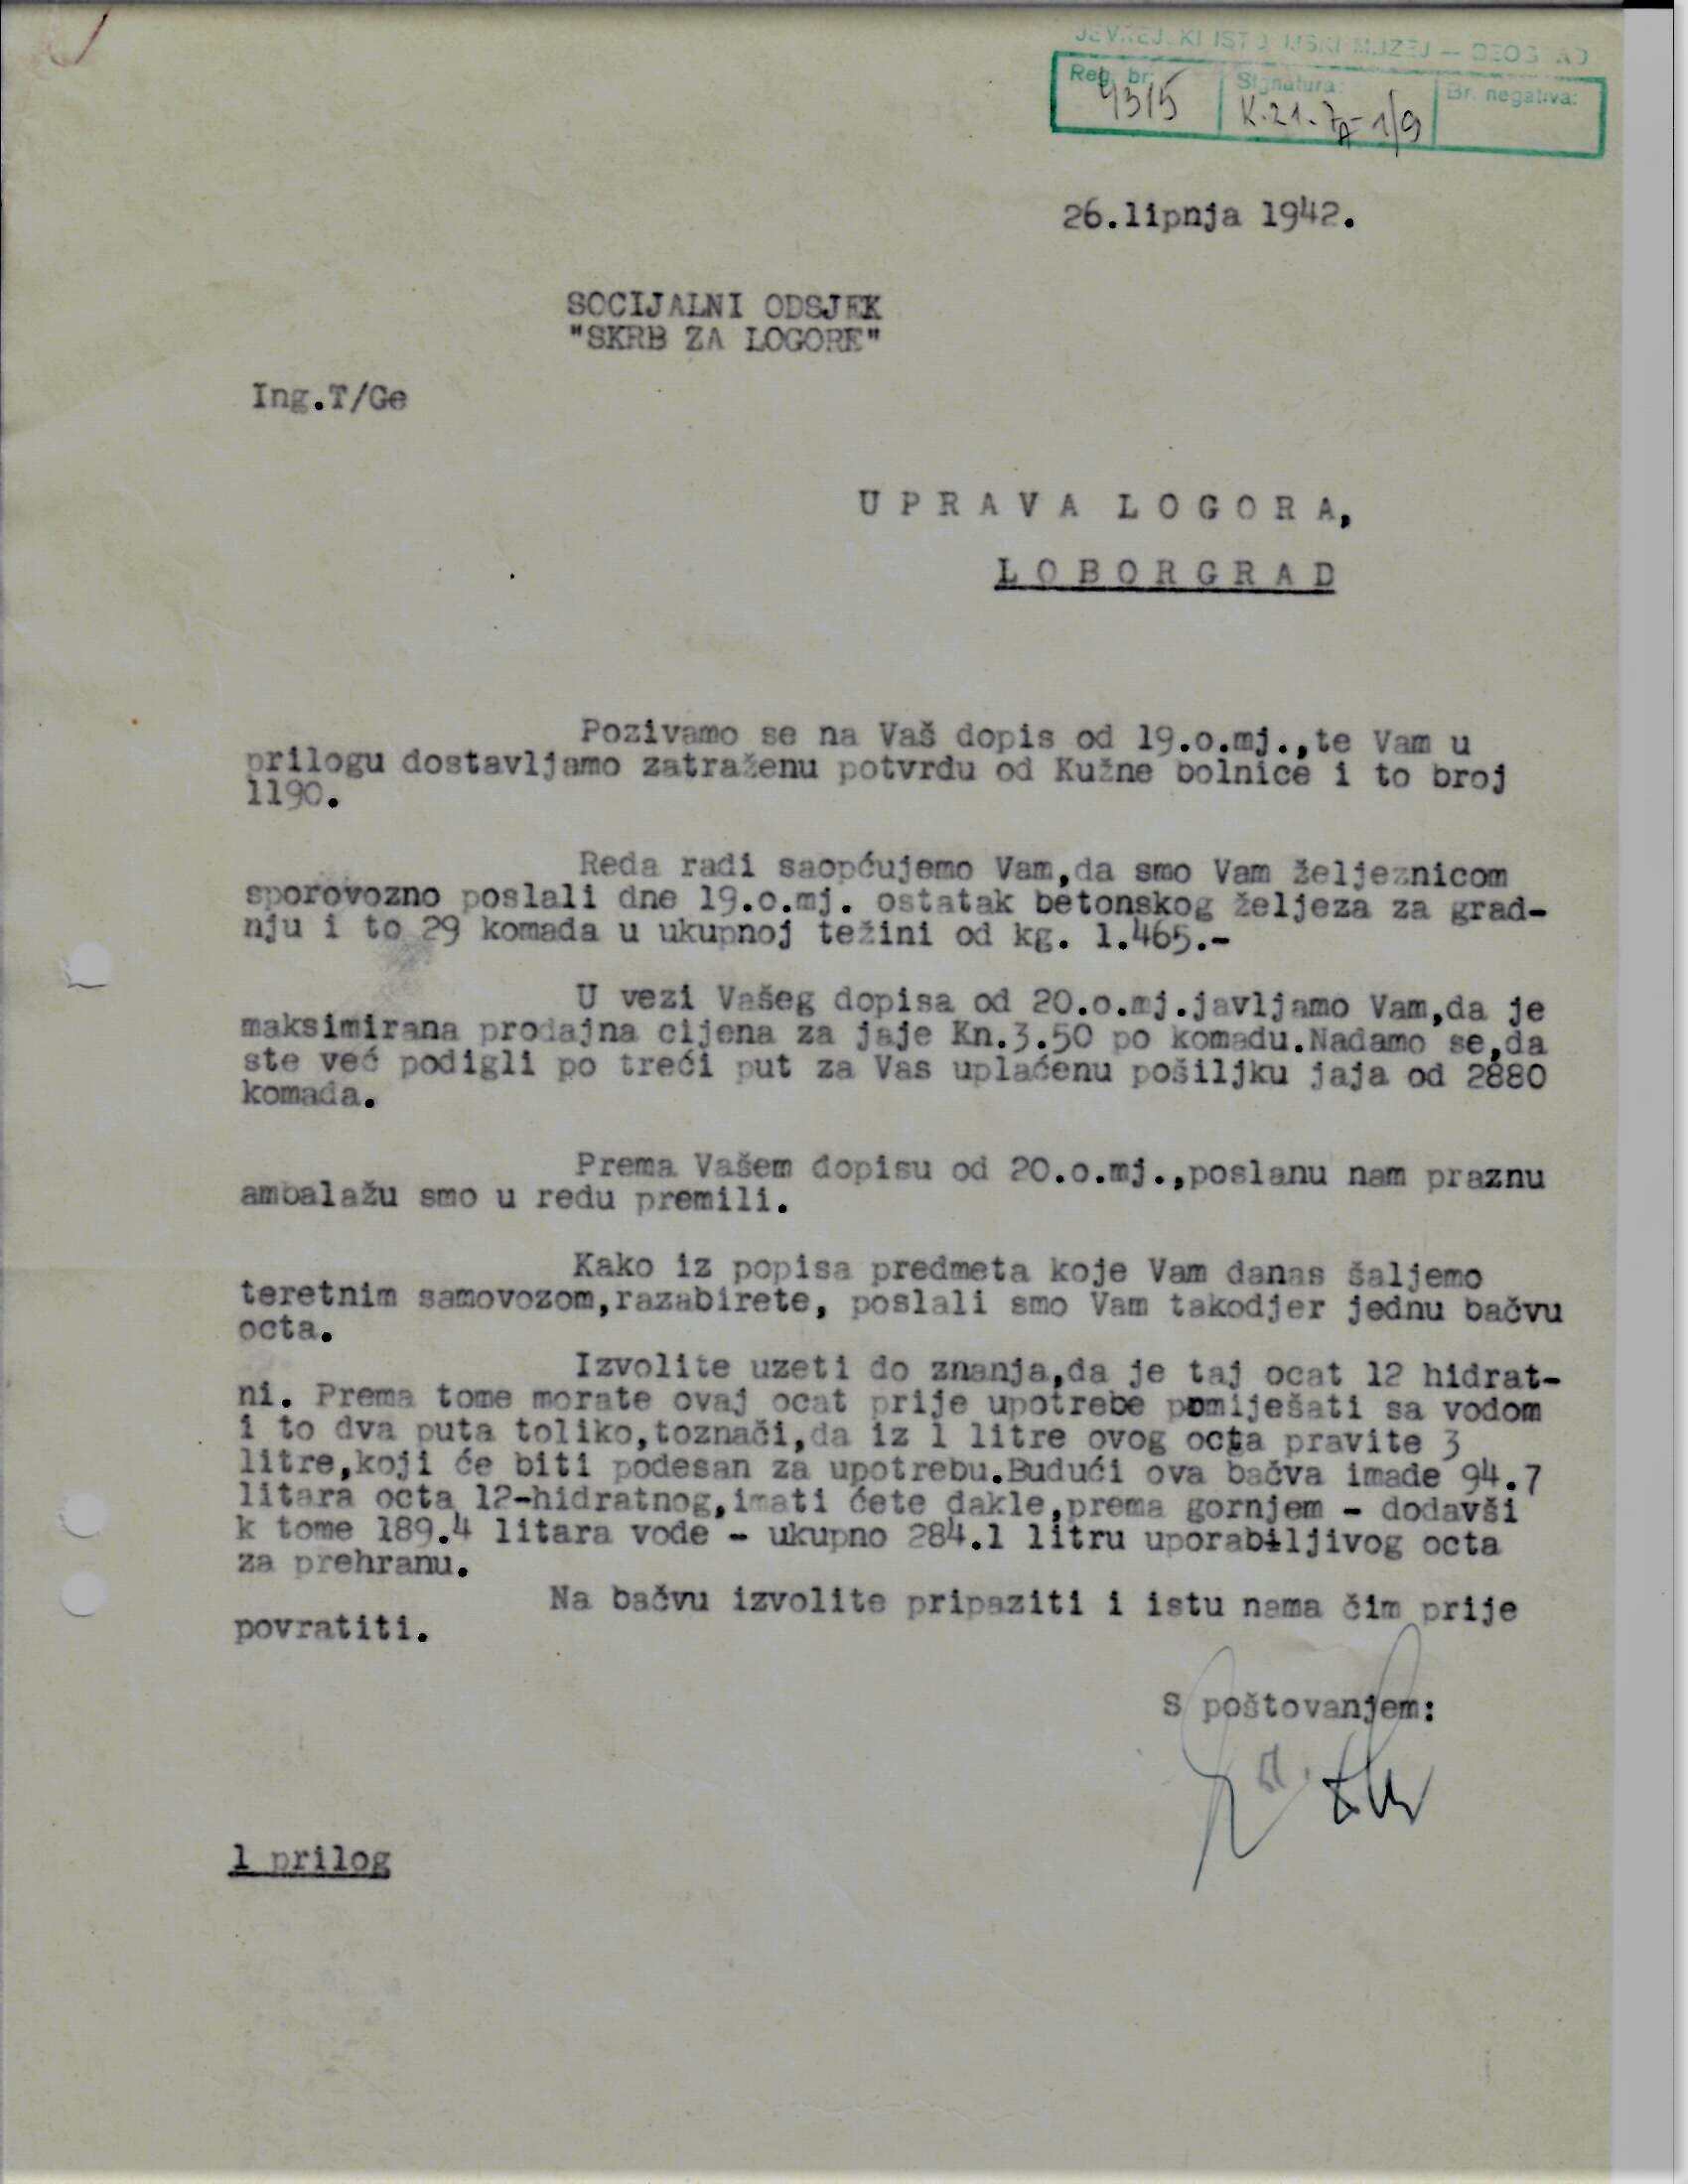 JEVREJSKI ISTORIJSKI MUZEJ — BEOGRAD
Reg. br. Signatura: Br. negativa:
4315 K.21-7A-1/9
26.lipnja 1942.
SOCIJALNI ODSJEK
"SKRB ZA LOGORE"
Ing.T/Ge
UPRAVA LOGORA,
LOBORGRAD
Pozivamo se na Vaš dopis od 19.o.mj.,te Vam u
prilogu dostavljamo zatraženu potvrdu od Kužne bolnice i to broj
1190.
Reda radi saopćujemo Vam,da smo Vam željeznicom
sporovozno poslali dne 19.o.mj. ostatak betonskog željeza za grad-
nju i to 29 komada u ukupnoj težini od kg. 1.465.-
U vezi Vašeg dopisa od 20.o.mj.javljamo Vam,da je
maksimirana prodajna cijena za jaje Kn.3.50 po komadu.Nadamo se,da
ste već podigli po treći put za Vas uplaćenu pošiljku jaja od 2880
komada.
Prema Vašem dopisu od 20.o.mj.,poslanu nam praznu
ambalažu smo u redu premili.
Kako iz popisa predmeta koje Vam danas šaljemo
teretnim samovozom,razabirete, poslali smo Vam takodjer jednu bačvu
octa.
Izvolite uzeti do znanja,da je taj ocat 12 hidrat-
ni. Prema tome morate ovaj ocat prije upotrebe pomiješati sa vodom
i to dva puta toliko,toznači,da iz 1 litre ovog octa pravite 3
litre,koji će biti podesan za upotrebu.Budući ova bačva imade 94.7
litara octa 12-hidratnog,imati ćete dakle,prema gornjem - dodavši
k tome 189.4 litara vode - ukupno 284.1 litru uporabiljivog octa
za prehranu.
Na bačvu izvolite pripaziti i istu nama čim prije
povratiti.
S poštovanjem:
1 prilog